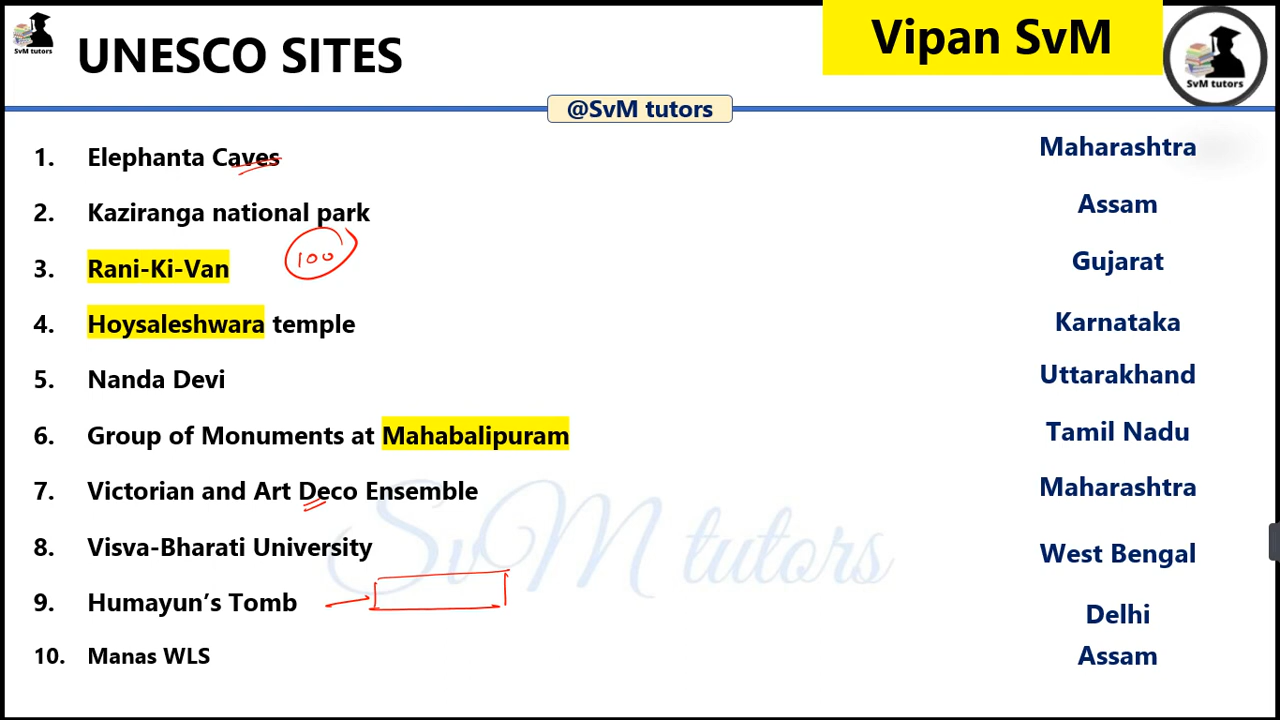 SvM tutors
UNESCO SITES
Vipan SvM
SvM tutors
@SvM tutors
1. Elephanta Caves Maharashtra
2. Kaziranga national park Assam
3. Rani-Ki-Van 100 Gujarat
4. Hoysaleshwara temple Karnataka
5. Nanda Devi Uttarakhand
6. Group of Monuments at Mahabalipuram Tamil Nadu
7. Victorian and Art Deco Ensemble Maharashtra
8. Visva-Bharati University West Bengal
SvM tutors
9. Humayun’s Tomb Delhi
10. Manas WLS Assam